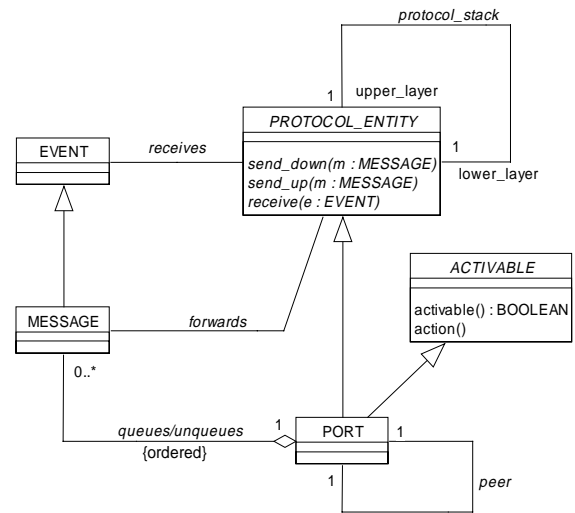 protocol_stack
1
upper_layer
PROTOCOL_ENTITY
EVENT
receives
1
send_down(m : MESSAGE)
send_up(m : MESSAGE)
receive(e : EVENT)
lower_layer
ACTIVABLE
activable() : BOOLEAN
action()
MESSAGE
forwards
0..*
queues/unqueues
{ordered}
1
PORT
1
1
peer